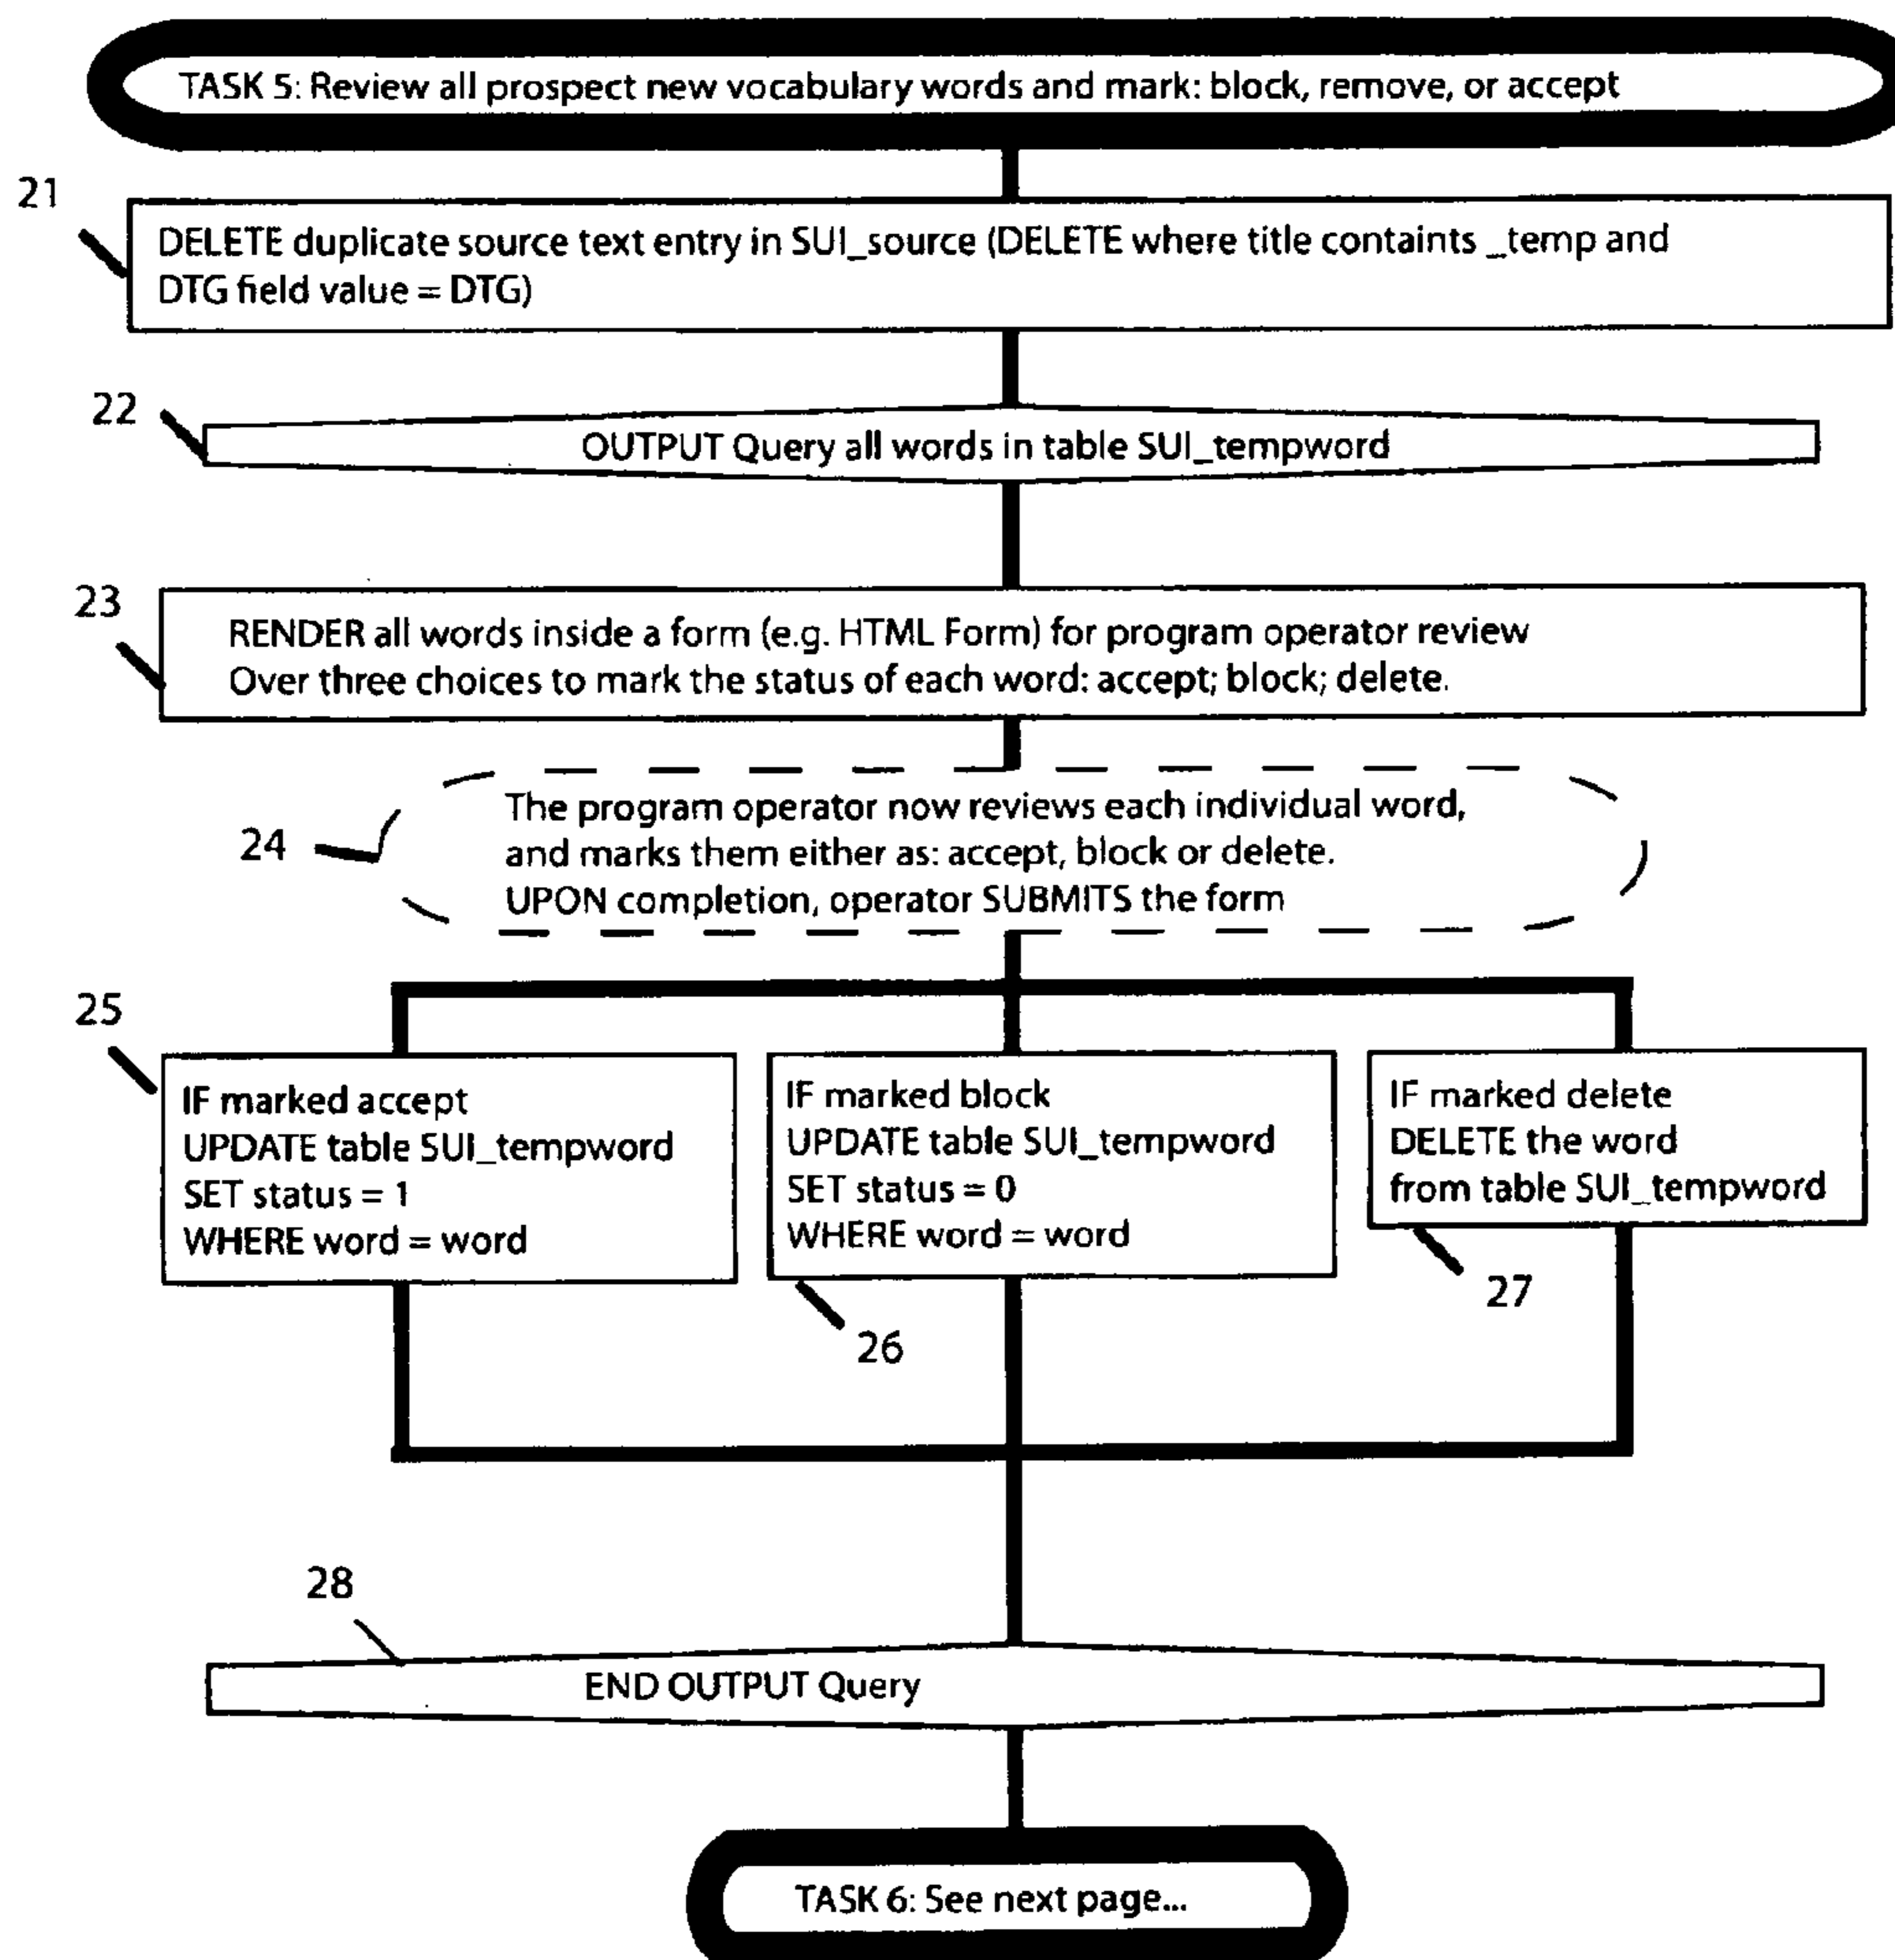 TASK 5: Review all prospect new vocabulary words and mark: block, remove, or accept
21
DELETE duplicate source text entry in SUI_source (DELETE where title containts _temp and
DTG field value = DTG)
22
OUTPUT Query all words in table SUI_tempword
23
RENDER all words inside a form (e.g. HTML Form) for program operator review
Over three choices to mark the status of each word: accept; block; delete.
24
The program operator now reviews each individual word,
and marks them either as: accept, block or delete.
UPON completion, operator SUBMITS the form
25
IF marked accept
UPDATE table SUI_tempword
SET status = 1
WHERE word = word
IF marked block
UPDATE table SUI_tempword
SET status = 0
WHERE word = word
26
IF marked delete
DELETE the word
from table SUI_tempword
27
28
END OUTPUT Query
TASK 6: See next page...